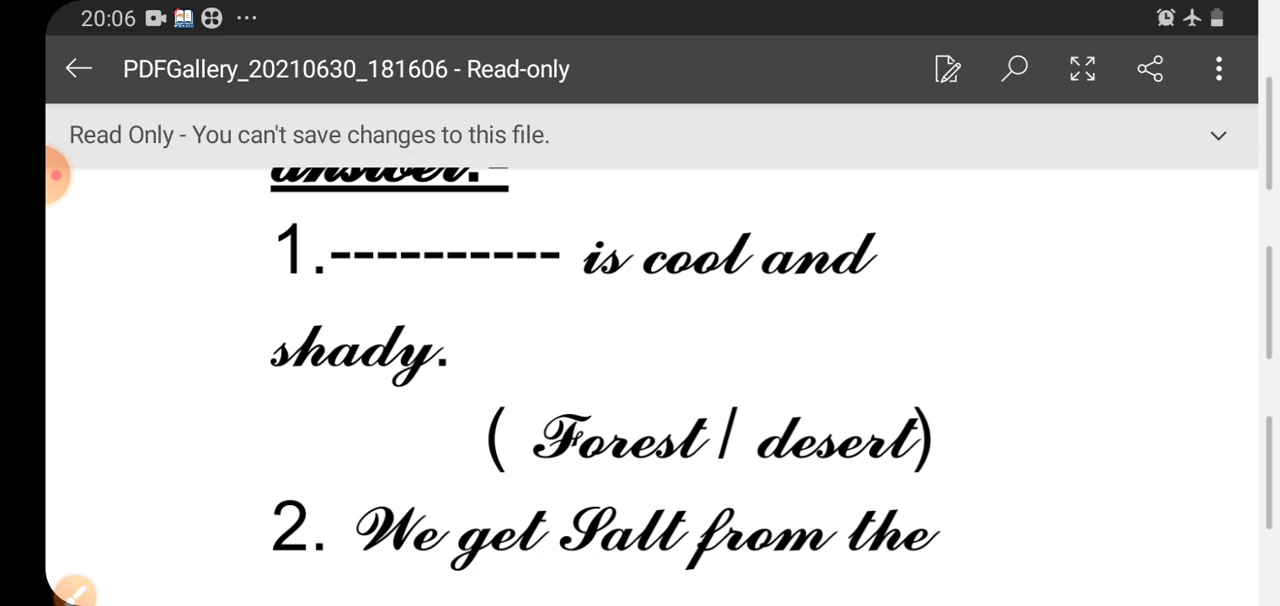 20:06
PDFGallery_20210630_181606 - Read-only
Read Only - You can't save changes to this file.
answer.-
1.---------- is cool and
shady.
( Forest / desert)
2. We get Salt from the